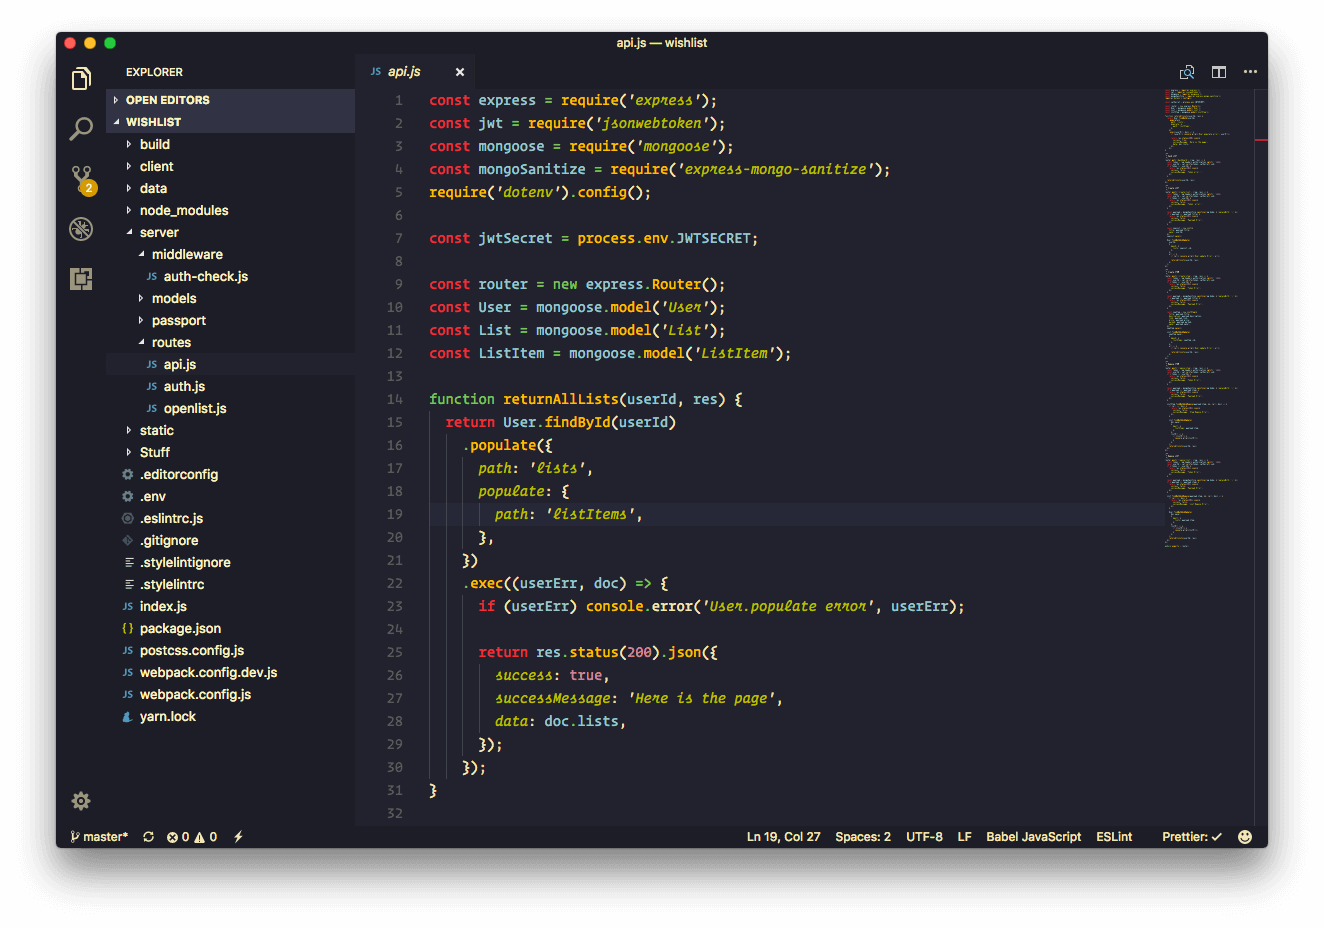 api.js — wishlist
EXPLORER
OPEN EDITORS
WISHLIST
build
client
data
node_modules
server
middleware
JS auth-check.js
models
passport
routes
JS api.js
JS auth.js
JS openlist.js
static
Stuff
.editorconfig
.env
.eslintrc.js
.gitignore
.stylelintignore
.stylelintrc
JS index.js
{} package.json
JS postcss.config.js
JS webpack.config.dev.js
JS webpack.config.js
yarn.lock
2
JS api.js ×
1 const express = require('express');
2 const jwt = require('jsonwebtoken');
3 const mongoose = require('mongoose');
4 const mongoSanitize = require('express-mongo-sanitize');
5 require('dotenv').config();
6
7 const jwtSecret = process.env.JWTSECRET;
8
9 const router = new express.Router();
10 const User = mongoose.model('User');
11 const List = mongoose.model('List');
12 const ListItem = mongoose.model('ListItem');
13
14 function returnAllLists(userId, res) {
15 return User.findById(userId)
16 .populate({
17 path: 'lists',
18 populate: {
19 path: 'listItems',
20 },
21 })
22 .exec((userErr, doc) => {
23 if (userErr) console.error('User.populate error', userErr);
24
25 return res.status(200).json({
26 success: true,
27 successMessage: 'Here is the page',
28 data: doc.lists,
29 });
30 });
31 }
32
master* 0 0 Ln 19, Col 27 Spaces: 2 UTF-8 LF Babel JavaScript ESLint Prettier: ✓